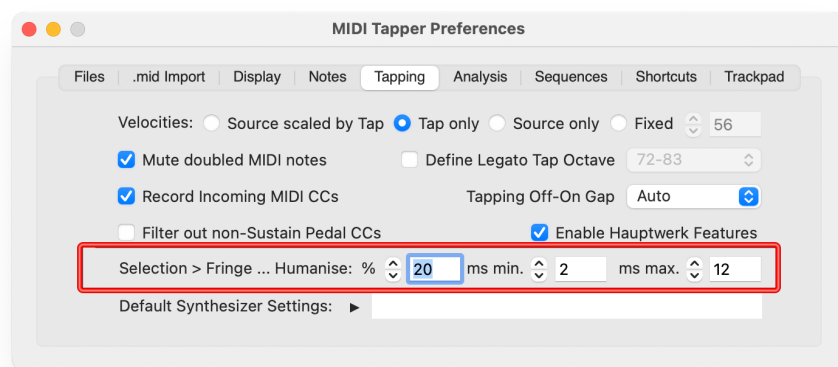 MIDI Tapper Preferences
Files .mid Import Display Notes Tapping Analysis Sequences Shortcuts Trackpad
Velocities: Source scaled by Tap Tap only Source only Fixed 56
Mute doubled MIDI notes Define Legato Tap Octave 72-83
Record Incoming MIDI CCs Tapping Off-On Gap Auto
Filter out non-Sustain Pedal CCs Enable Hauptwerk Features
Selection > Fringe ... Humanise: % 20 ms min. 2 ms max. 12
Default Synthesizer Settings: